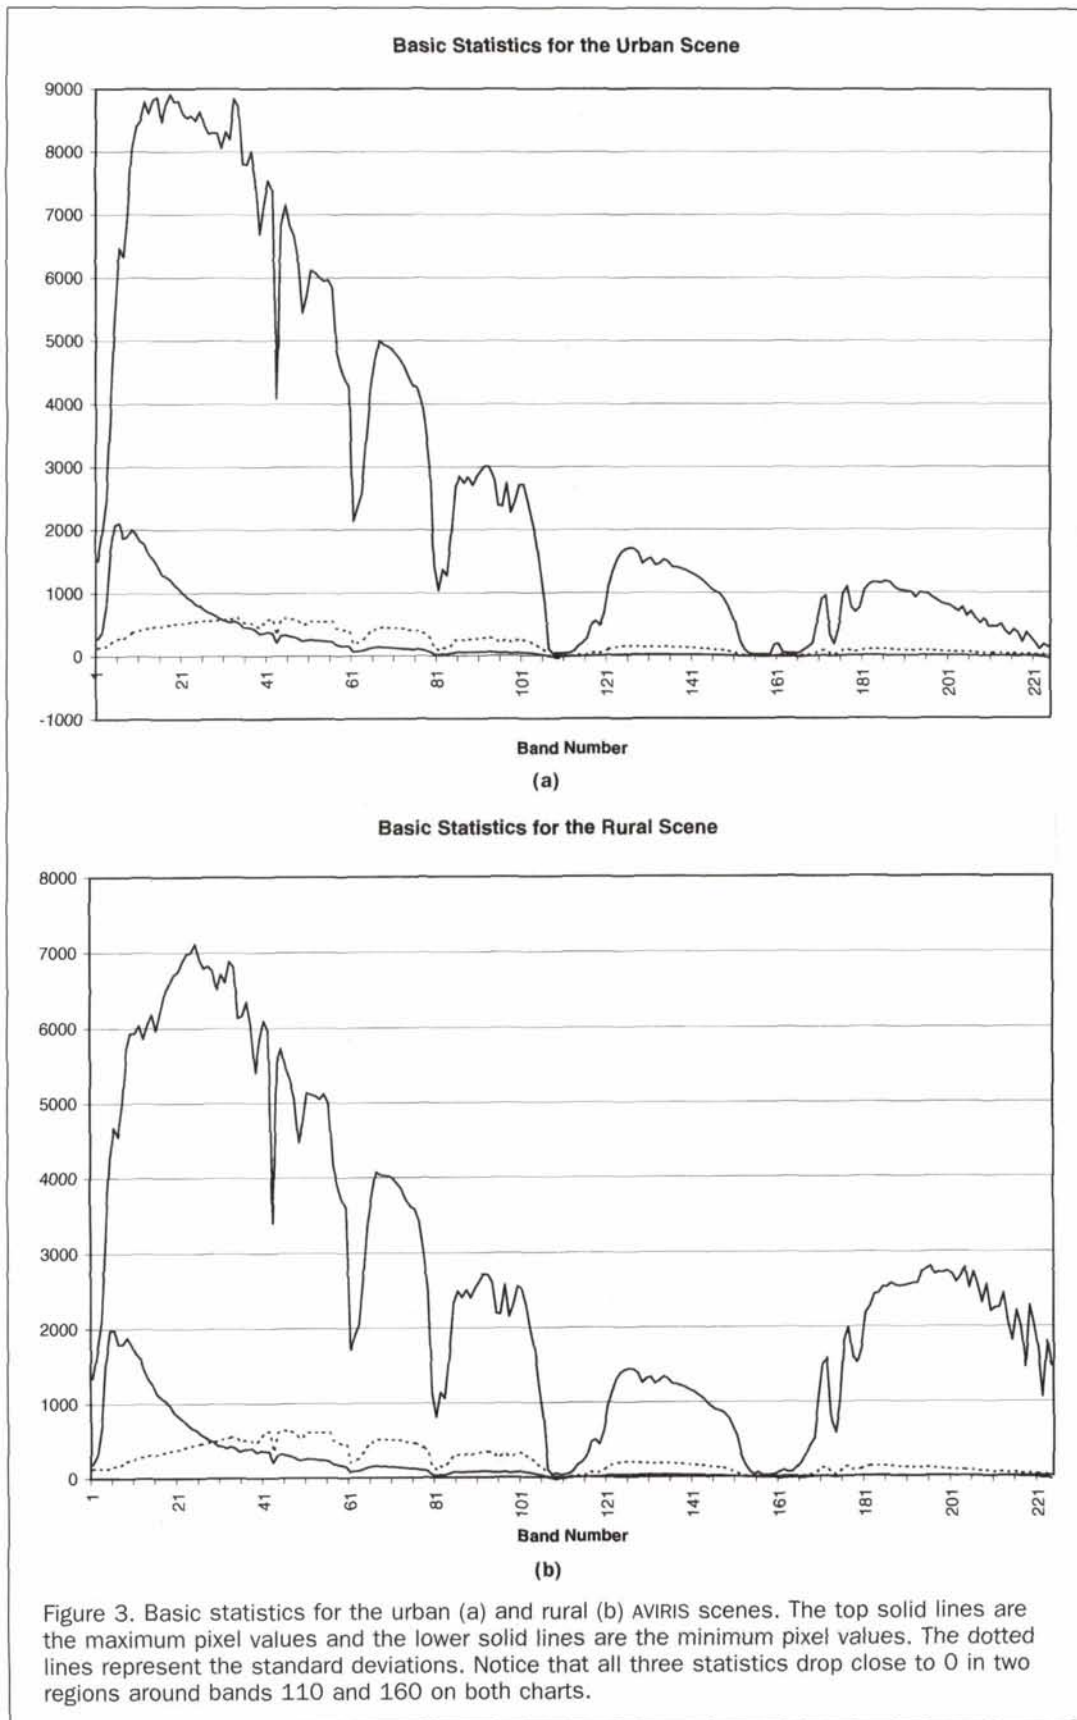 Basic Statistics for the Urban Scene
9000
8000
7000
6000
5000
4000
3000
2000
1000
0
-1000
1 21 41 61 81 101 121 141 161 181 201 221
Band Number
(a)
Basic Statistics for the Rural Scene
8000
7000
6000
5000
4000
3000
2000
1000
0
1 21 41 61 81 101 121 141 161 181 201 221
Band Number
(b)
Figure 3. Basic statistics for the urban (a) and rural (b) AVIRIS scenes. The top solid lines are
the maximum pixel values and the lower solid lines are the minimum pixel values. The dotted
lines represent the standard deviations. Notice that all three statistics drop close to 0 in two
regions around bands 110 and 160 on both charts.